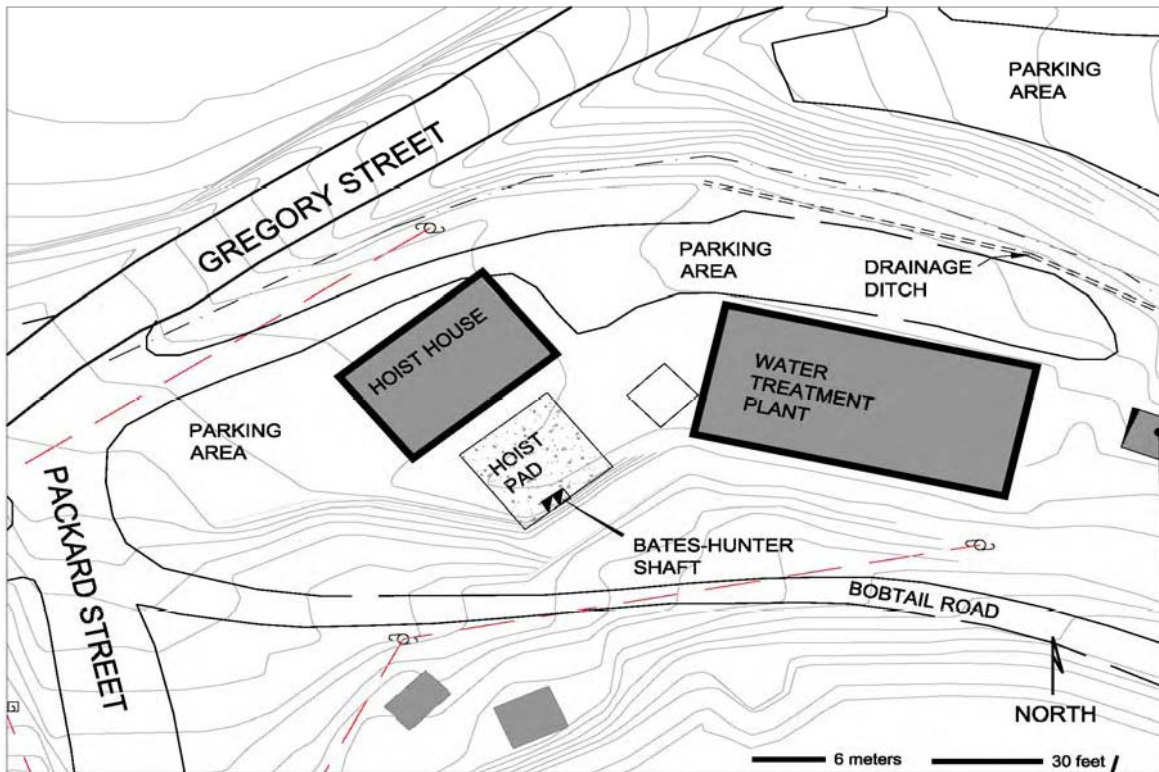 PARKING
AREA
GREGORY STREET
PARKING
AREA
DRAINAGE
DITCH
HOIST HOUSE
WATER
TREATMENT
PLANT
PARKING
AREA
HOIST
PAD
PACKARD STREET
BATES-HUNTER
SHAFT
BOBTAIL ROAD
NORTH
6 meters
30 feet